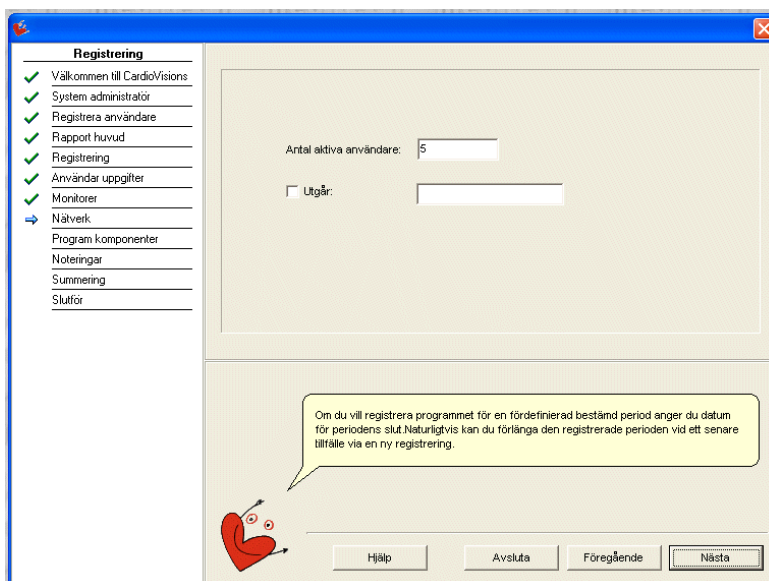 Registrering
Välkommen till CardioVisions
System administratör
Registrera användare
Rapport huvud
Registrering
Användar uppgifter
Monitorer
Nätverk
Program komponenter
Noteringar
Summering
Slutför
Antal aktiva användare: 5
Utgår:
Om du vill registrera programmet för en fördefinierad bestämd period anger du datum
för periodens slut.Naturligtvis kan du förlänga den registrerade perioden vid ett senare
tillfälle via en ny registrering.
Hjälp Avsluta Föregående Nästa